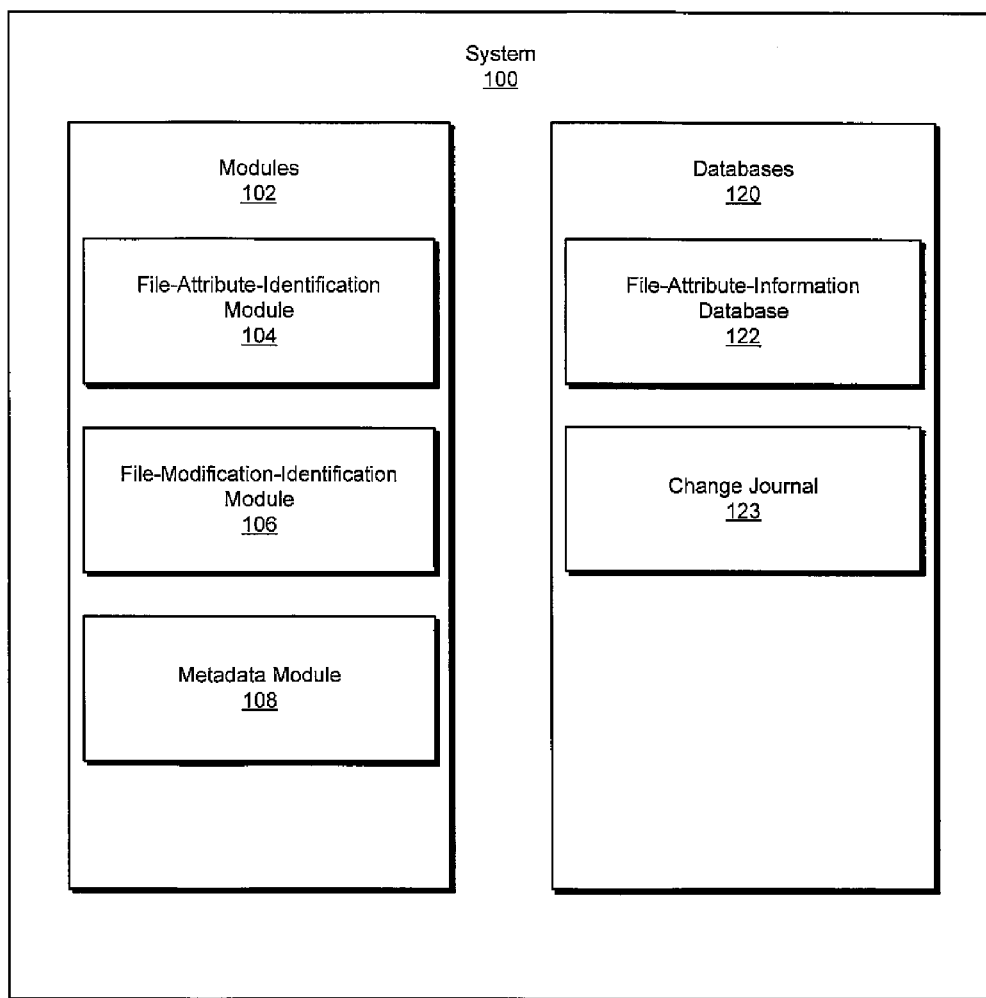 System
100
Modules
102
File-Attribute-Identification
Module
104
File-Modification-Identification
Module
106
Metadata Module
108
Databases
120
File-Attribute-Information
Database
122
Change Journal
123